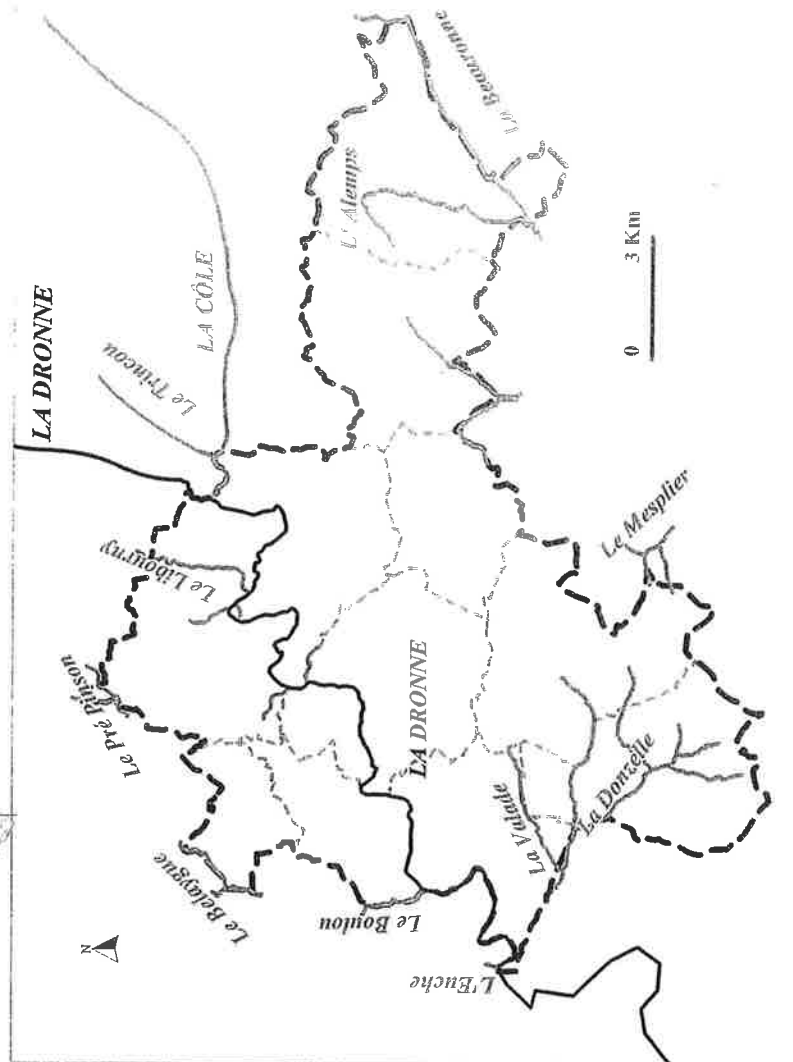 LA DRONNE
La Beauronne
L'Alemps
LA CÔLE
Le Trincou
0 3 Km
Le Libourny
Le Mesplier
Le Pré Pinson
LA DRONNE
La Valade
La Donzelle
Le Belaygue
Le Boulou
L'Euche
N